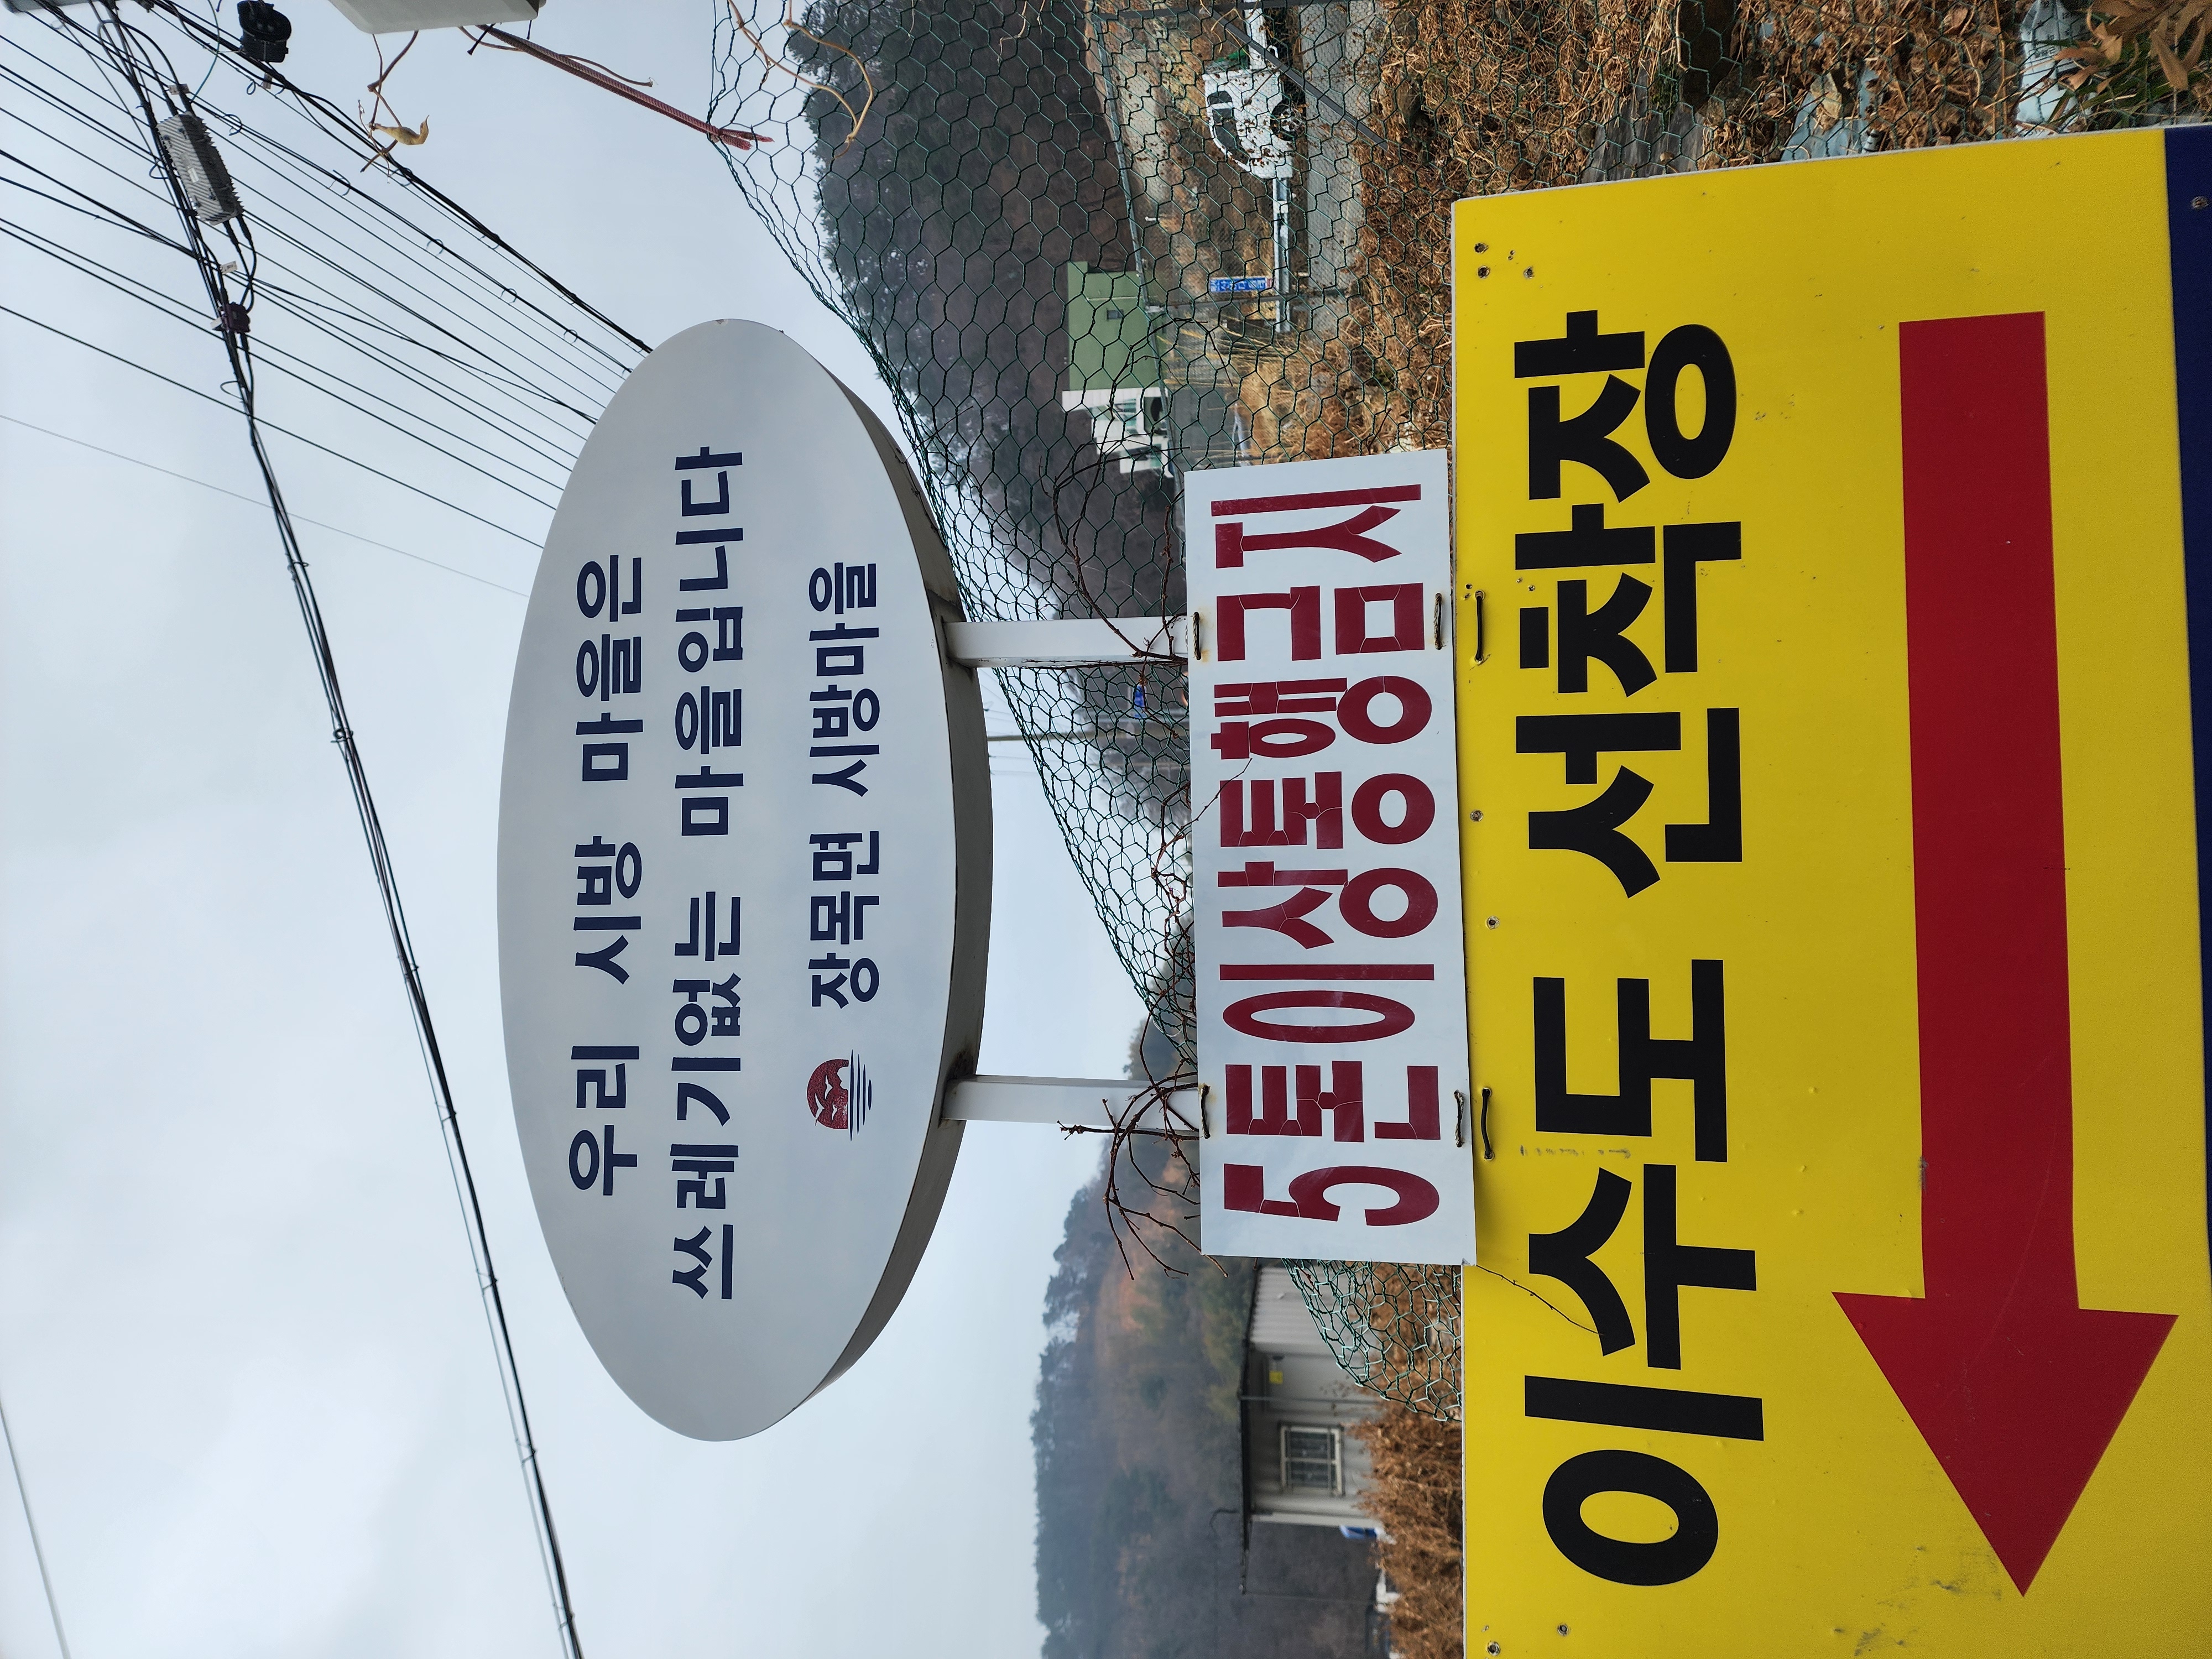 우리 시방 마을은
쓰레기없는 마을입니다
장목면 시방마을
5톤이상통행금지
이수도 선착장